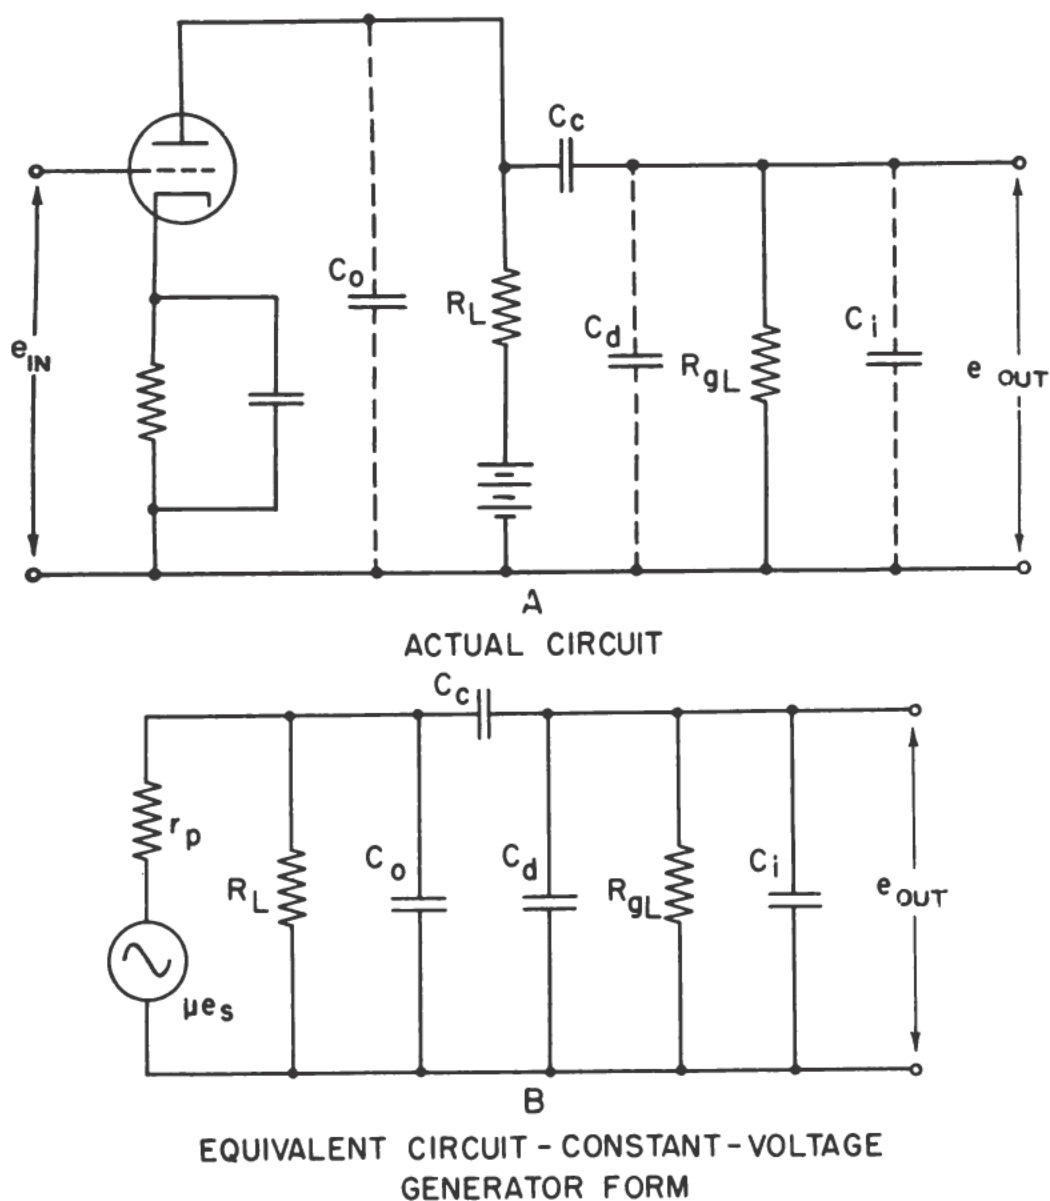 Cc
Co
RL
Cd
RgL
Ci
eIN
e OUT
A
ACTUAL CIRCUIT
Cc
rp
RL
Co
Cd
RgL
Ci
eOUT
μes
B
EQUIVALENT CIRCUIT - CONSTANT - VOLTAGE
GENERATOR FORM